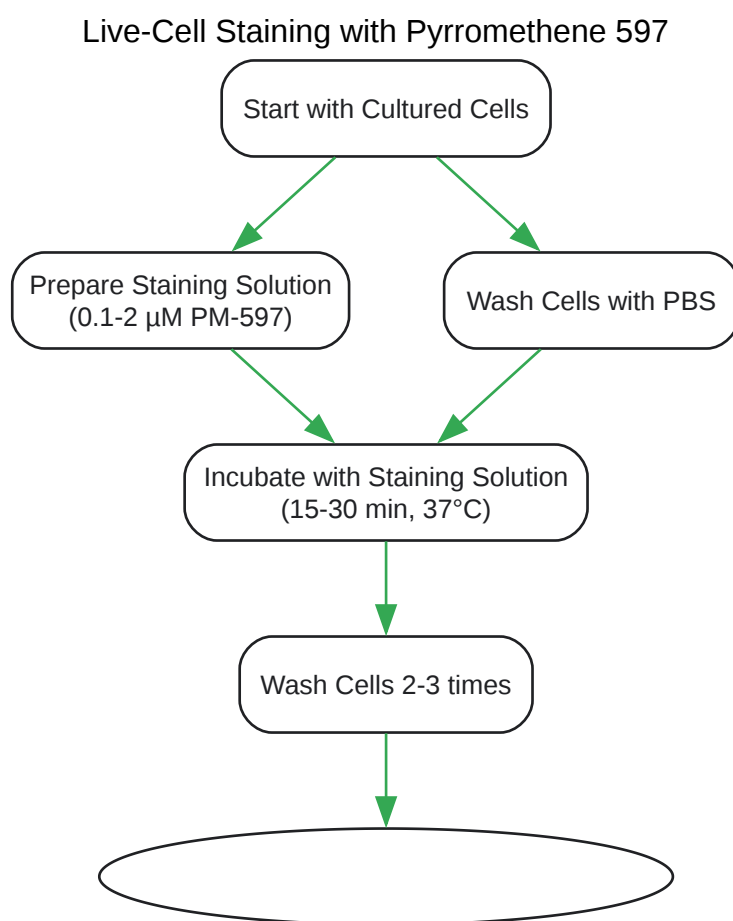 Live-Cell Staining with Pyrromethene 597
Start with Cultured Cells
Prepare Staining Solution
(0.1-2 µM PM-597)
Wash Cells with PBS
Incubate with Staining Solution
(15-30 min, 37°C)
Wash Cells 2-3 times